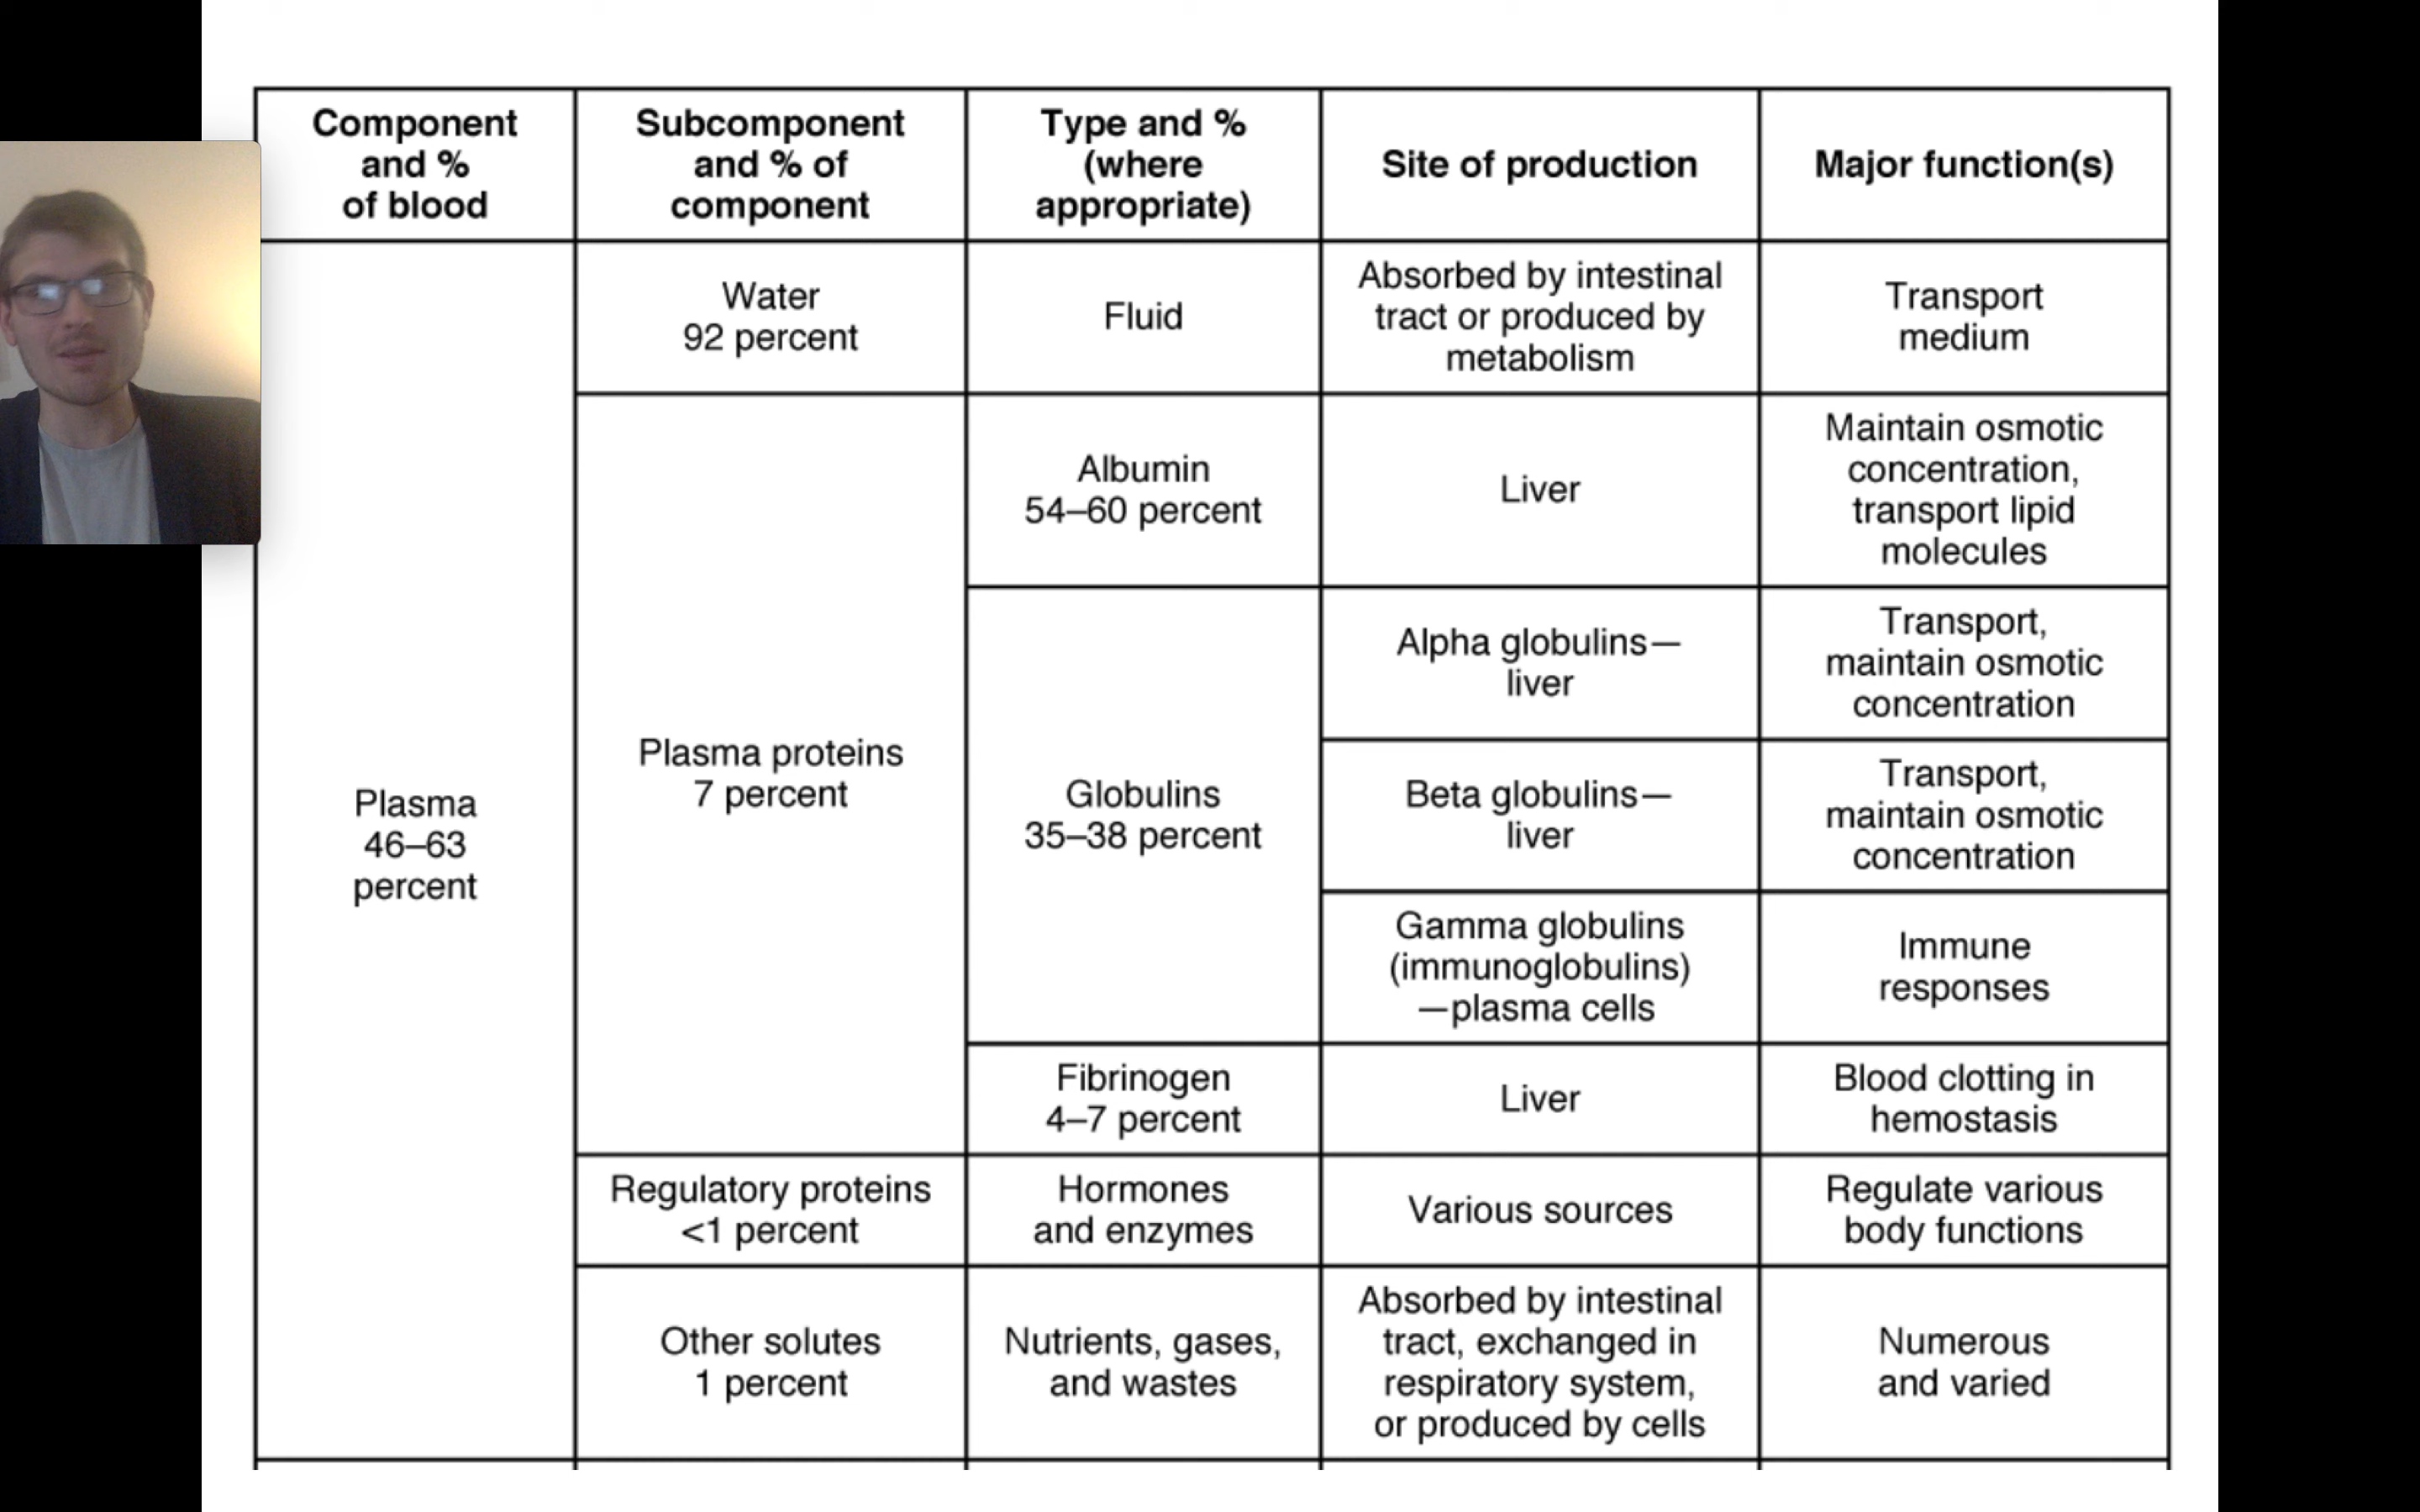 Component
and %
of blood
Subcomponent
and % of
component
Type and %
(where
appropriate)
Site of production
Major function(s)
Plasma
46–63
percent
Water
92 percent
Fluid
Absorbed by intestinal
tract or produced by
metabolism
Transport
medium
Plasma proteins
7 percent
Albumin
54–60 percent
Liver
Maintain osmotic
concentration,
transport lipid
molecules
Globulins
35–38 percent
Alpha globulins—
liver
Transport,
maintain osmotic
concentration
Beta globulins—
liver
Transport,
maintain osmotic
concentration
Gamma globulins
(immunoglobulins)
—plasma cells
Immune
responses
Fibrinogen
4–7 percent
Liver
Blood clotting in
hemostasis
Regulatory proteins
<1 percent
Hormones
and enzymes
Various sources
Regulate various
body functions
Other solutes
1 percent
Nutrients, gases,
and wastes
Absorbed by intestinal
tract, exchanged in
respiratory system,
or produced by cells
Numerous
and varied